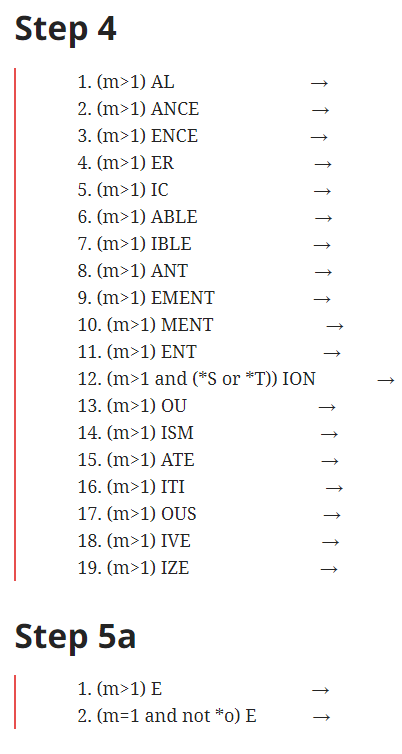 Step 4
1. (m>1) AL →
2. (m>1) ANCE →
3. (m>1) ENCE →
4. (m>1) ER →
5. (m>1) IC →
6. (m>1) ABLE →
7. (m>1) IBLE →
8. (m>1) ANT →
9. (m>1) EMENT →
10. (m>1) MENT →
11. (m>1) ENT →
12. (m>1 and (*S or *T)) ION →
13. (m>1) OU →
14. (m>1) ISM →
15. (m>1) ATE →
16. (m>1) ITI →
17. (m>1) OUS →
18. (m>1) IVE →
19. (m>1) IZE →
Step 5a
1. (m>1) E →
2. (m=1 and not *o) E →